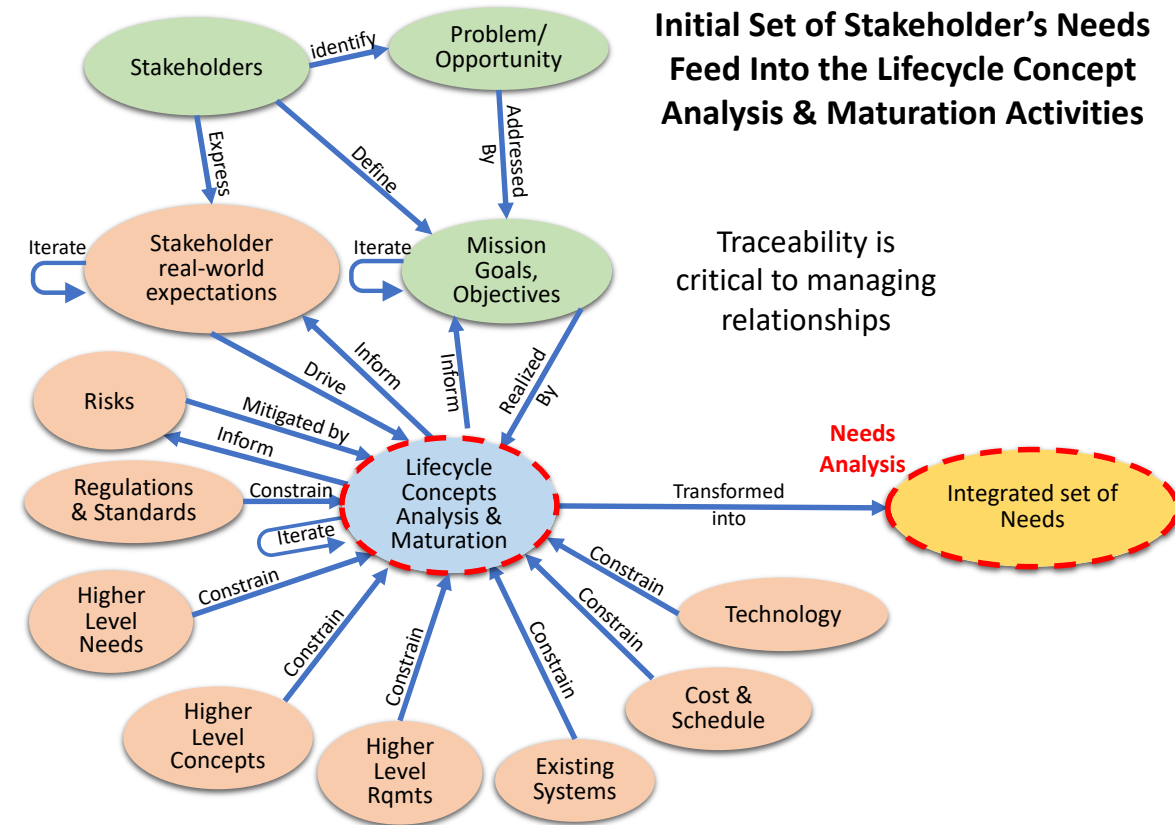 Initial Set of Stakeholder's Needs
Feed Into the Lifecycle Concept
Analysis & Maturation Activities
Stakeholders
identify
Problem/
Opportunity
Express
Define
Addressed
By
Traceability is
critical to managing
relationships
Iterate
Stakeholder
real-world
expectations
Iterate
Mission
Goals,
Objectives
Drive
Inform
Inform
Realized
By
Risks
Mitigated by
Inform
Needs
Analysis
Regulations
& Standards
Constrain
Lifecycle
Concepts
Analysis &
Maturation
Transformed
into
Integrated set of
Needs
Iterate
Higher
Level
Needs
Constrain
Constrain
Technology
Constrain
Constrain
Constrain
Constrain
Cost &
Schedule
Higher
Level
Concepts
Higher
Level
Rqmts
Existing
Systems